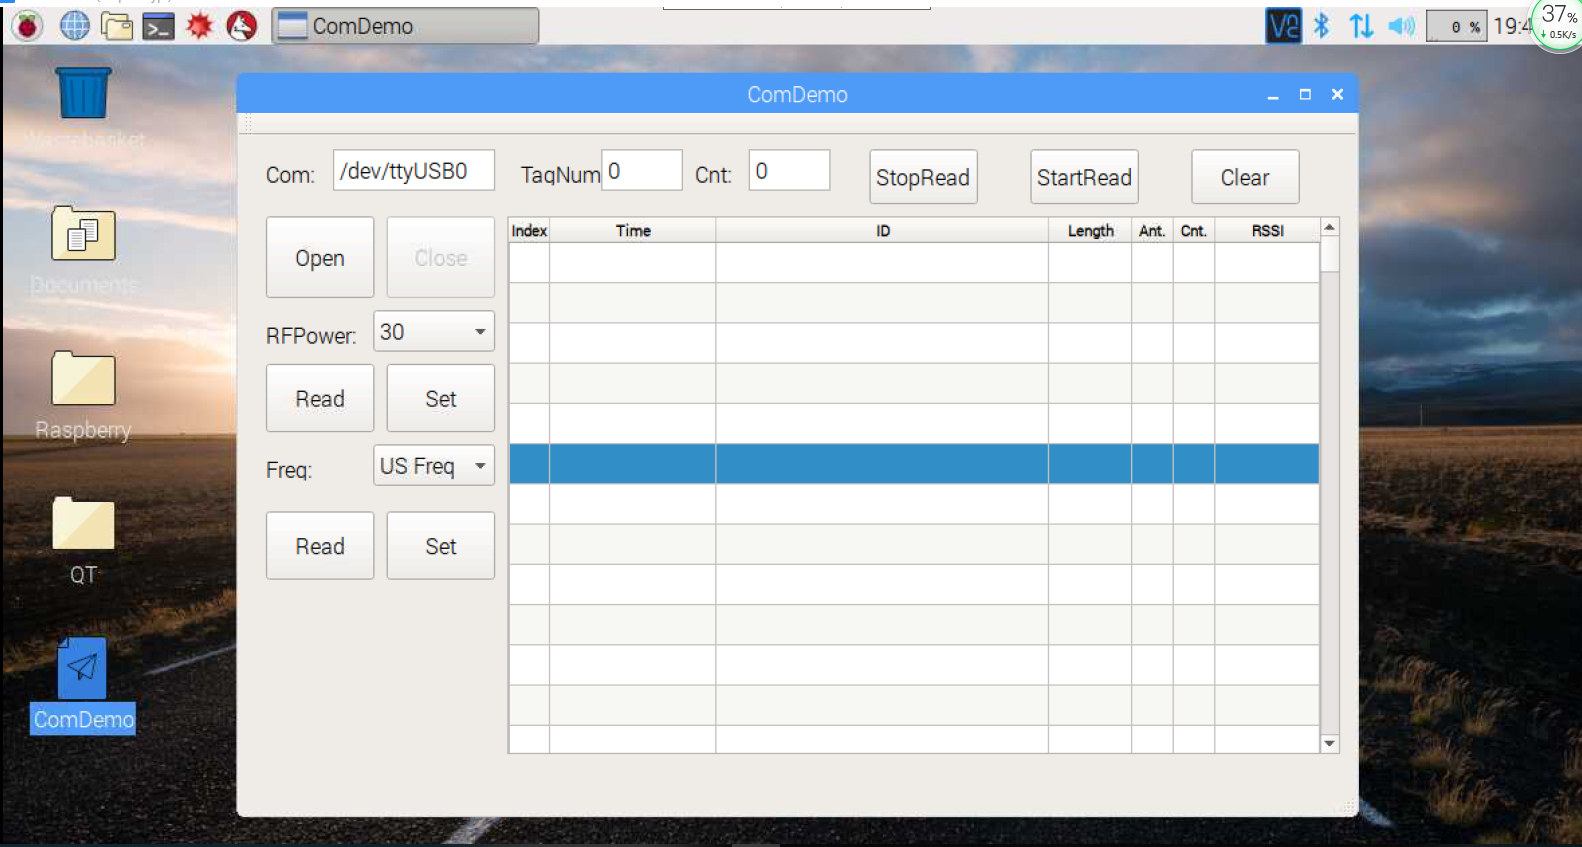 ComDemo
V2
0 %
19:4
37%
0.5K/s
Wastebasket
Documents
Raspberry
QT
ComDemo
ComDemo
Com:
/dev/ttyUSB0
TagNum
0
Cnt:
0
StopRead
StartRead
Clear
Open
Close
RFPower:
30
Read
Set
Freq:
US Freq
Read
Set
Index
Time
ID
Length
Ant.
Cnt.
RSSI